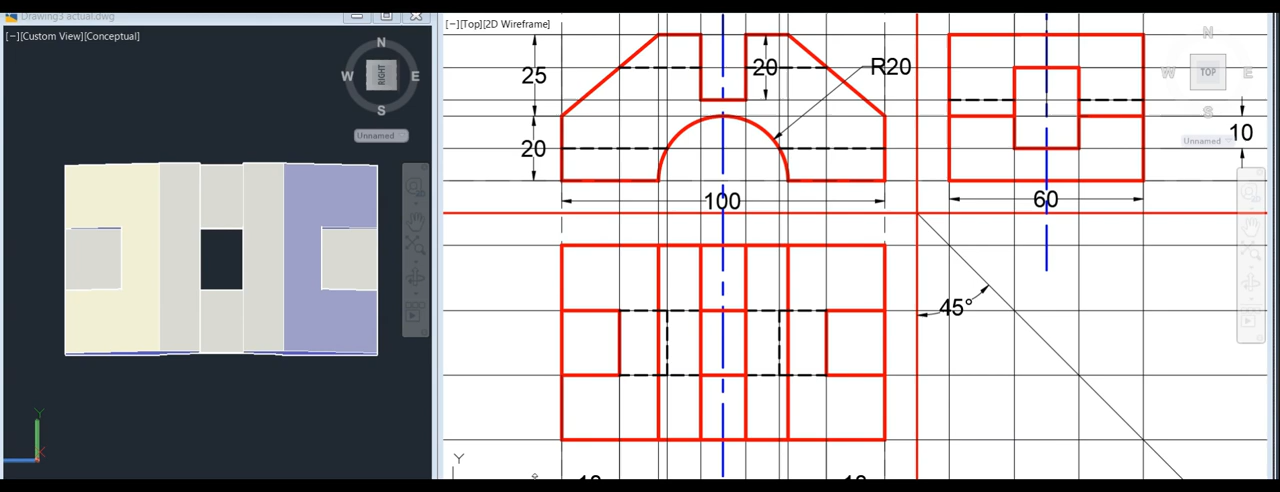 Drawing3 actual.dwg
[−][Custom View][Conceptual]
N
W
RIGHT
E
S
Unnamed
Y
X
[−][Top][2D Wireframe]
25
20
R20
20
100
60
10
45°
N
W
TOP
E
S
Unnamed
Y